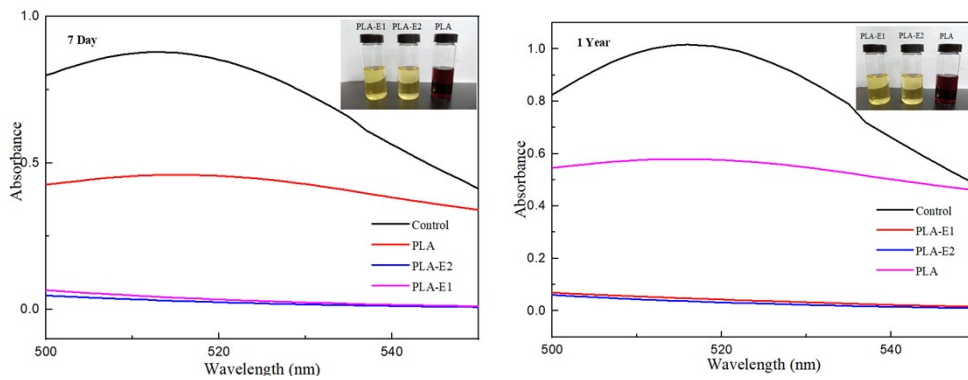 7 Day
PLA-E1 PLA-E2 PLA
1.0
0.5
0.0
Absorbance
Control
PLA
PLA-E2
PLA-E1
500 520 540
Wavelength (nm)
1 Year
PLA-E1 PLA-E2 PLA
1.0
0.8
0.6
0.4
0.2
0.0
Absorbance
Control
PLA-E1
PLA-E2
PLA
500 520 540
Wavelength (nm)